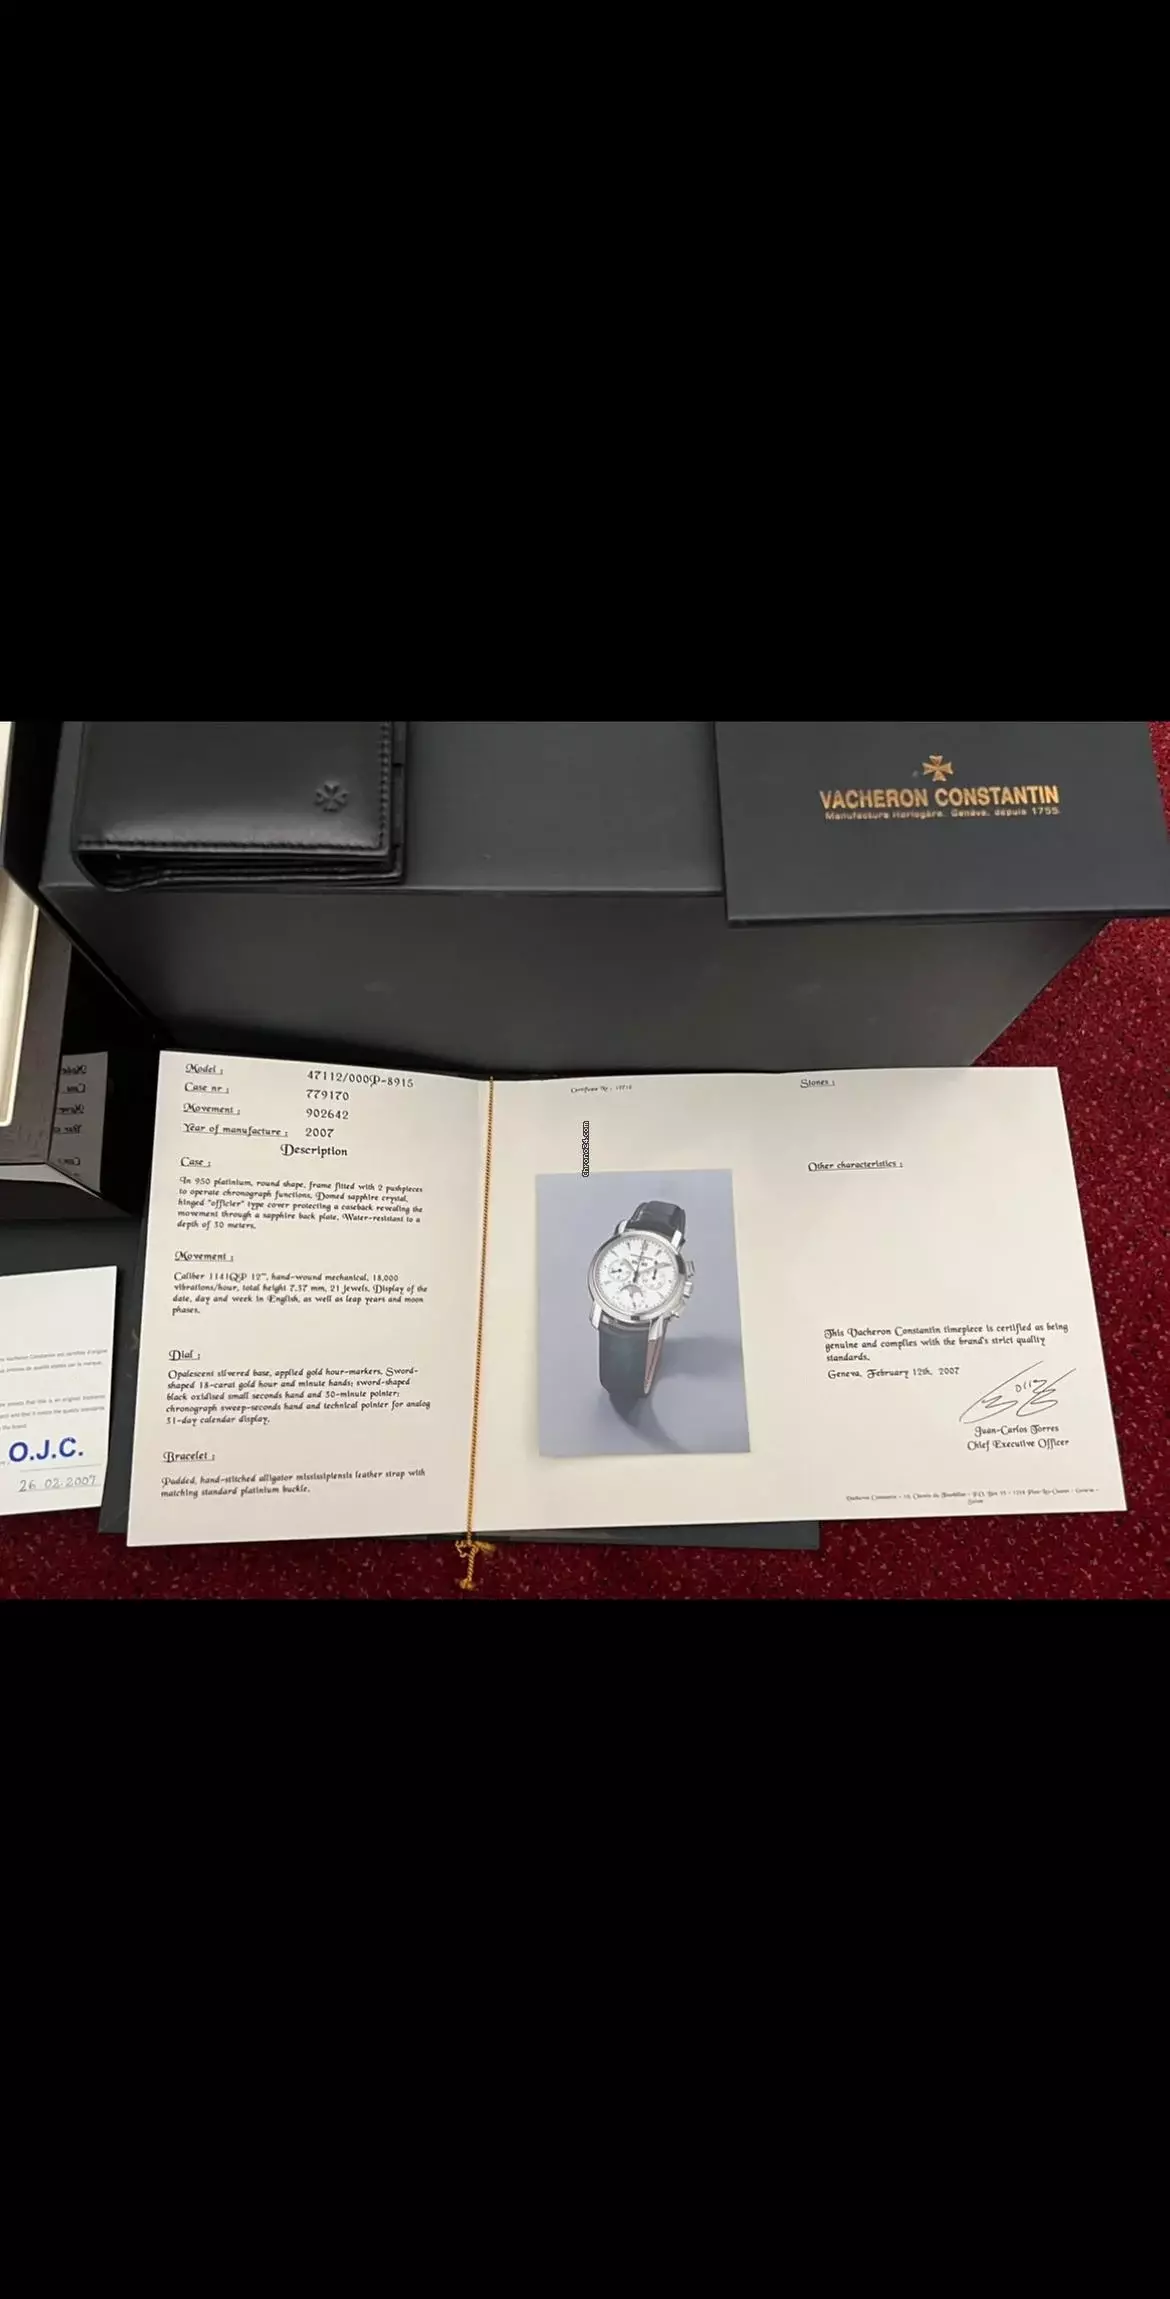 VACHERON CONSTANTIN
Manufacture Horlogère. Genève, depuis 1755.
Model :
47112/000P-8915
Case nr :
779170
Movement :
902642
Year of manufacture :
2007
Description
Case :
In 950 platinium, round shape, frame fitted with 2 pushpieces
to operate chronograph functions. Domed sapphire crystal,
hinged "officier" type cover protecting a caseback revealing the
movement through a sapphire back plate. Water-resistant to a
depth of 30 meters.
Movement :
Caliber 1141QP 12''', hand-wound mechanical, 18,000
vibrations/hour, total height 7.37 mm, 21 jewels. Display of the
date, day and week in English, as well as leap years and moon
phases.
Dial :
Opalescent silvered base, applied gold hour-markers. Sword-
shaped 18-carat gold hour and minute hands; sword-shaped
black oxidised small seconds hand and 30-minute pointer;
chronograph sweep-seconds hand and technical pointer for analog
31-day calendar display.
Bracelet :
Padded, hand-stitched alligator mississipiensis leather strap with
matching standard platinium buckle.
Certificate Nr :
Chrono24.com
Stones :
Other characteristics :
This Vacheron Constantin timepiece is certified as being
genuine and complies with the brand's strict quality
standards.
Geneva, February 12th, 2007
Juan-Carlos Torres
Chief Executive Officer
O.J.C.
26 02.2007